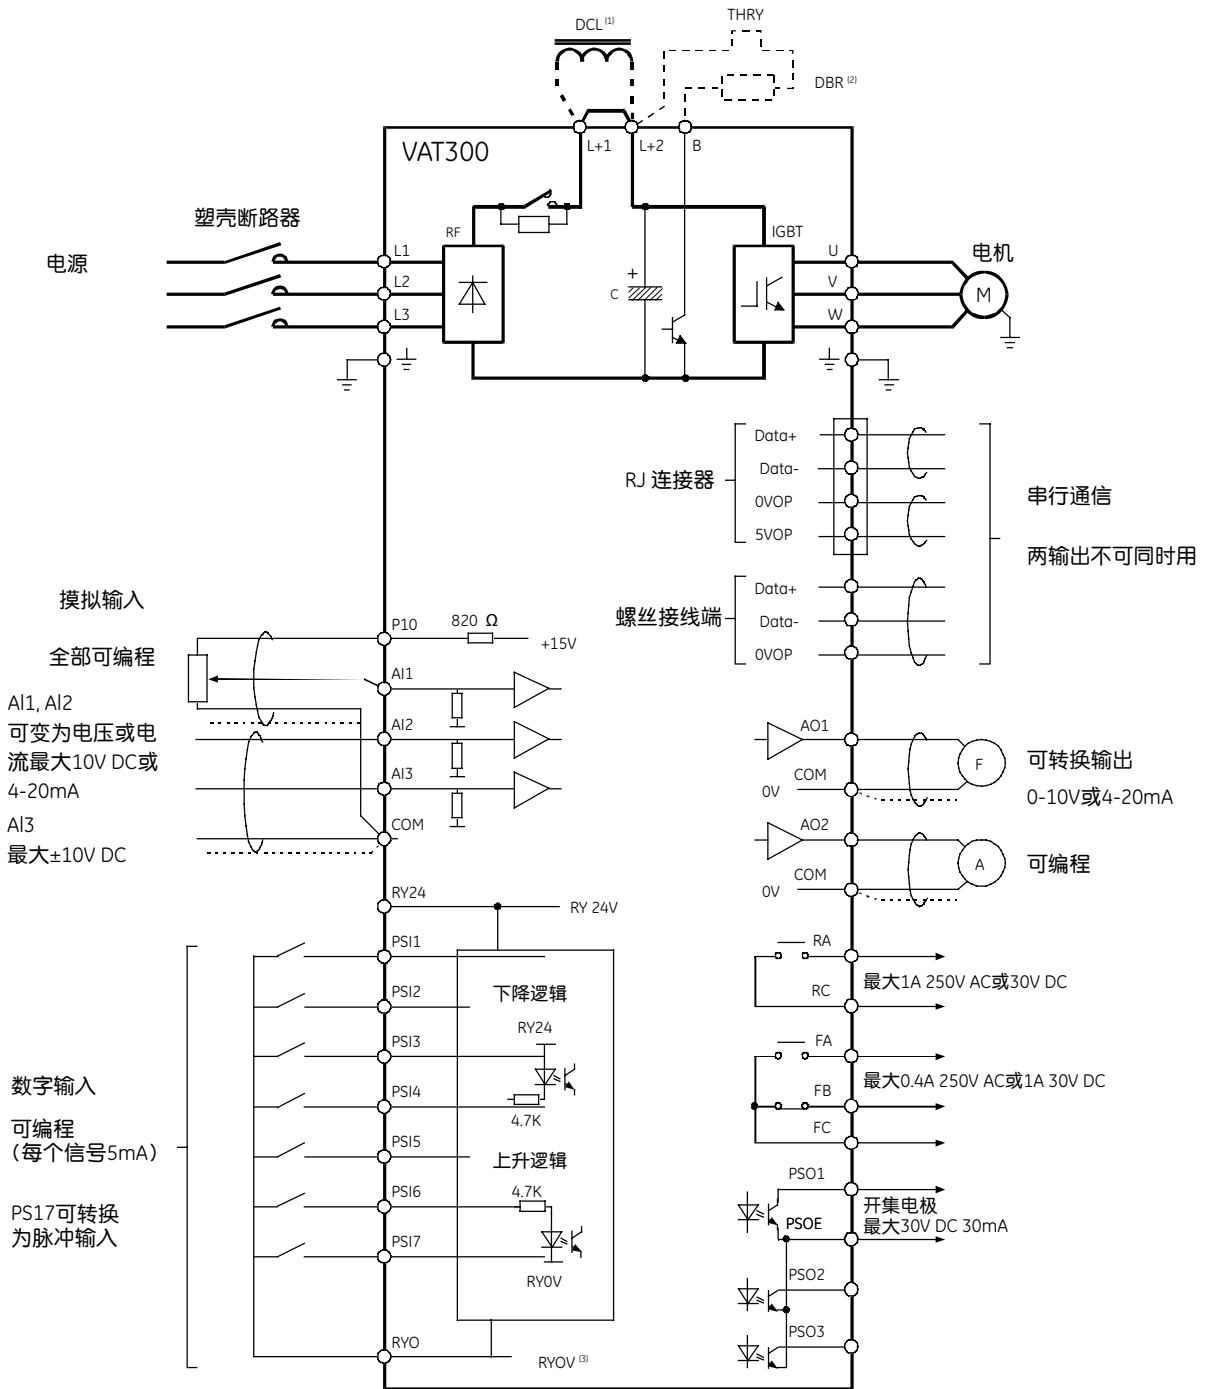 DCL (1)
THRY
DBR (2)
L+1
L+2
B
VAT300
塑壳断路器
电源
L1
L2
L3
RF
+
C
IGBT
U
V
W
电机
M
RJ 连接器
Data+
Data-
0VOP
5VOP
串行通信
两输出不可同时用
螺丝接线端
Data+
Data-
0VOP
摸拟输入
全部可编程
AI1, AI2
可变为电压或电
流最大10V DC或
4-20mA
AI3
最大±10V DC
P10
820 Ω
+15V
AI1
AI2
AI3
COM
AO1
COM
0V
F
可转换输出
0-10V或4-20mA
AO2
COM
0V
A
可编程
RY24
RY 24V
PSI1
PSI2
PSI3
PSI4
PSI5
PSI6
PSI7
RYO
下降逻辑
RY24
4.7K
上升逻辑
4.7K
RY0V
RYOV (3)
数字输入
可编程
（每个信号5mA）
PS17可转换
为脉冲输入
RA
RC
最大1A 250V AC或30V DC
FA
FB
FC
最大0.4A 250V AC或1A 30V DC
PSO1
PSOE
开集电极
最大30V DC 30mA
PSO2
PSO3